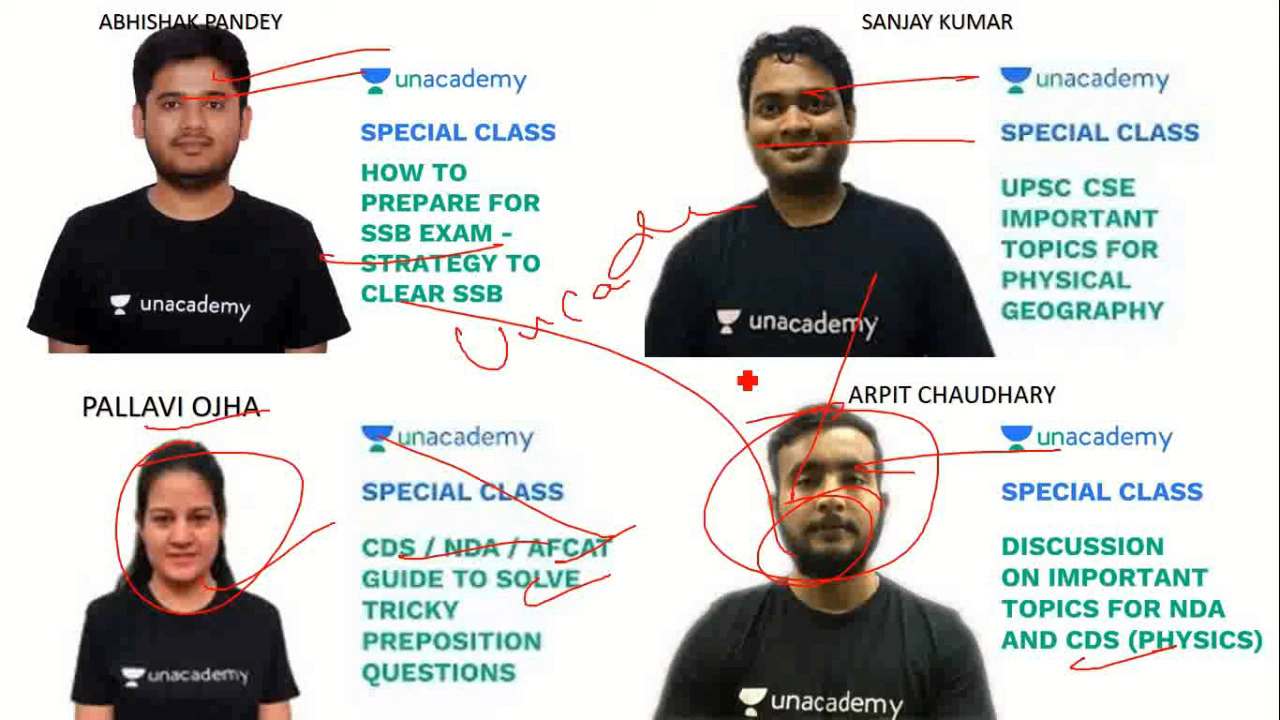 ABHISHAK PANDEY
unacademy
SPECIAL CLASS
HOW TO
PREPARE FOR
SSB EXAM -
STRATEGY TO
CLEAR SSB
unacademy
SANJAY KUMAR
unacademy
SPECIAL CLASS
UPSC CSE
IMPORTANT
TOPICS FOR
PHYSICAL
GEOGRAPHY
unacademy
PALLAVI OJHA
unacademy
SPECIAL CLASS
CDS / NDA / AFCAT
GUIDE TO SOLVE
TRICKY
PREPOSITION
QUESTIONS
unacademy
ARPIT CHAUDHARY
unacademy
SPECIAL CLASS
DISCUSSION
ON IMPORTANT
TOPICS FOR NDA
AND CDS (PHYSICS)
unacademy